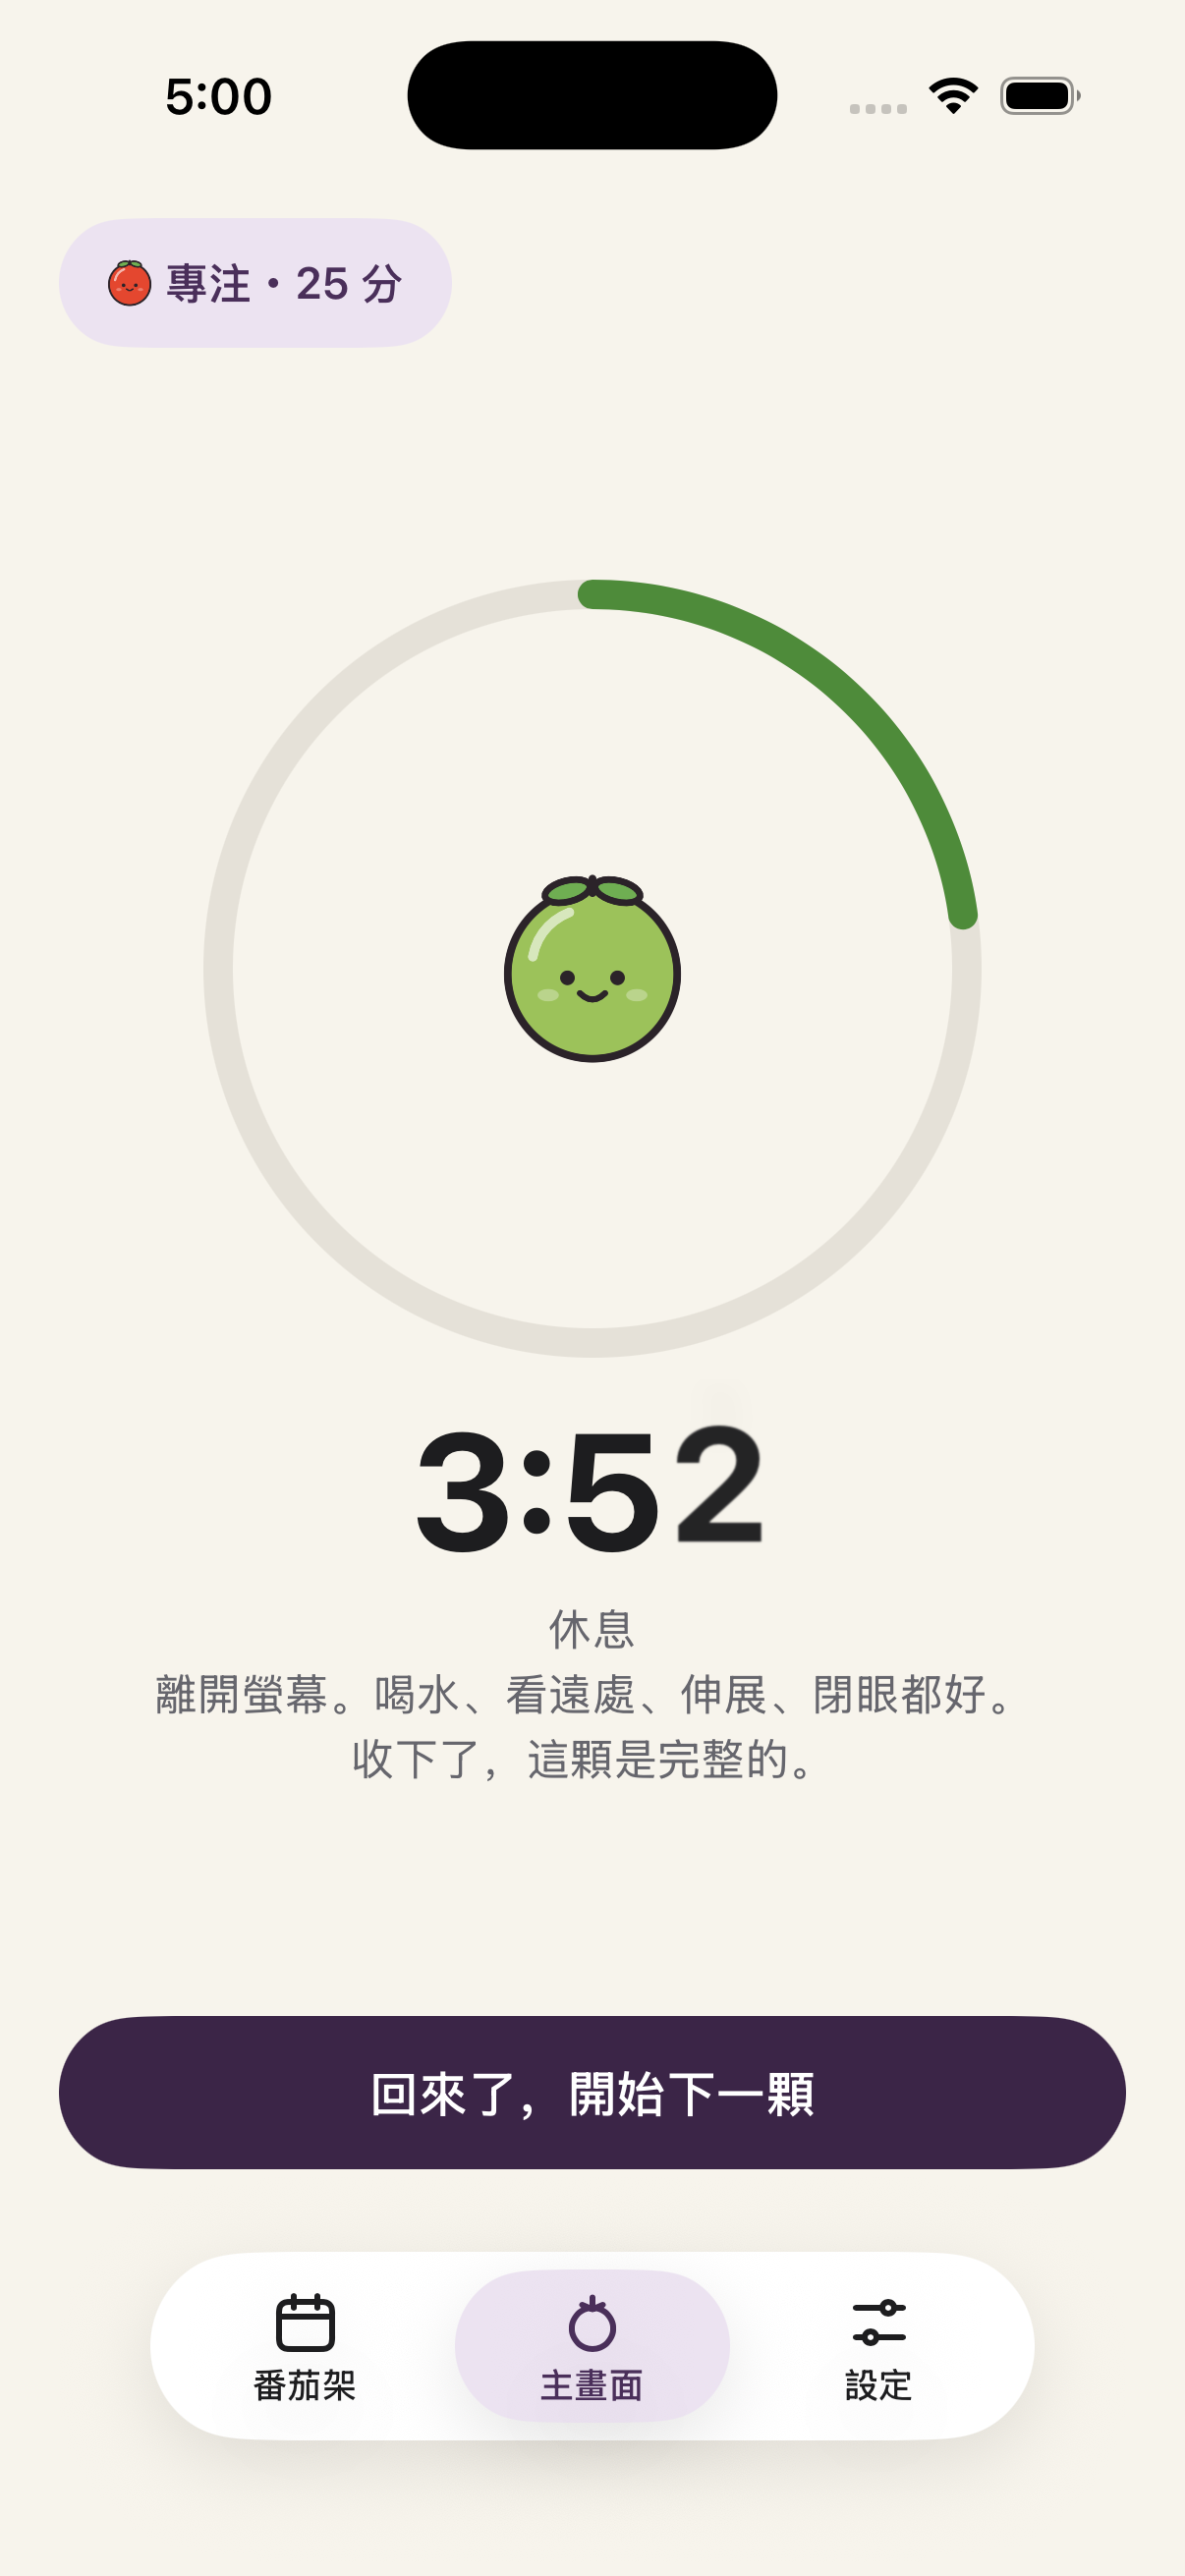 5:00
專注・25 分
3:52
休息
離開螢幕。喝水、看遠處、伸展、閉眼都好。
收下了，這顆是完整的。
回來了，開始下一顆
番茄架
主畫面
設定